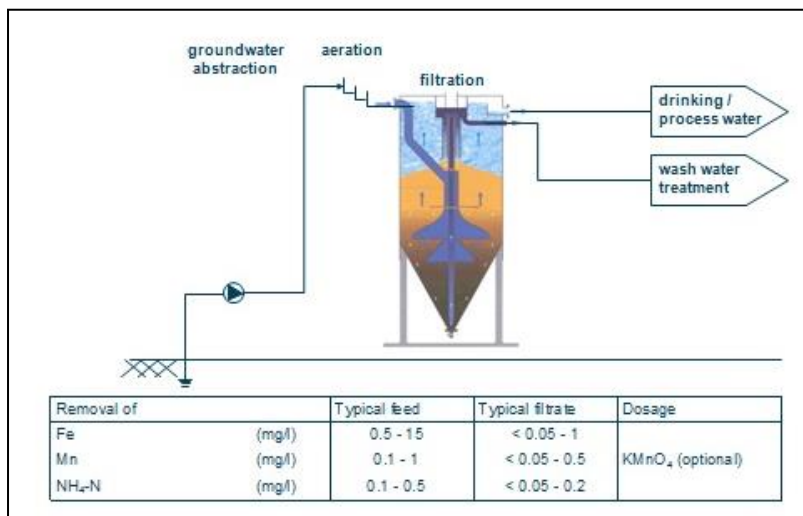 groundwater
abstraction
aeration
filtration
drinking /
process water
wash water
treatment
Removal of Typical feed Typical filtrate Dosage
Fe (mg/l) 0.5 - 15 < 0.05 - 1
Mn (mg/l) 0.1 - 1 < 0.05 - 0.5 KMnO₄ (optional)
NH₄-N (mg/l) 0.1 - 0.5 < 0.05 - 0.2